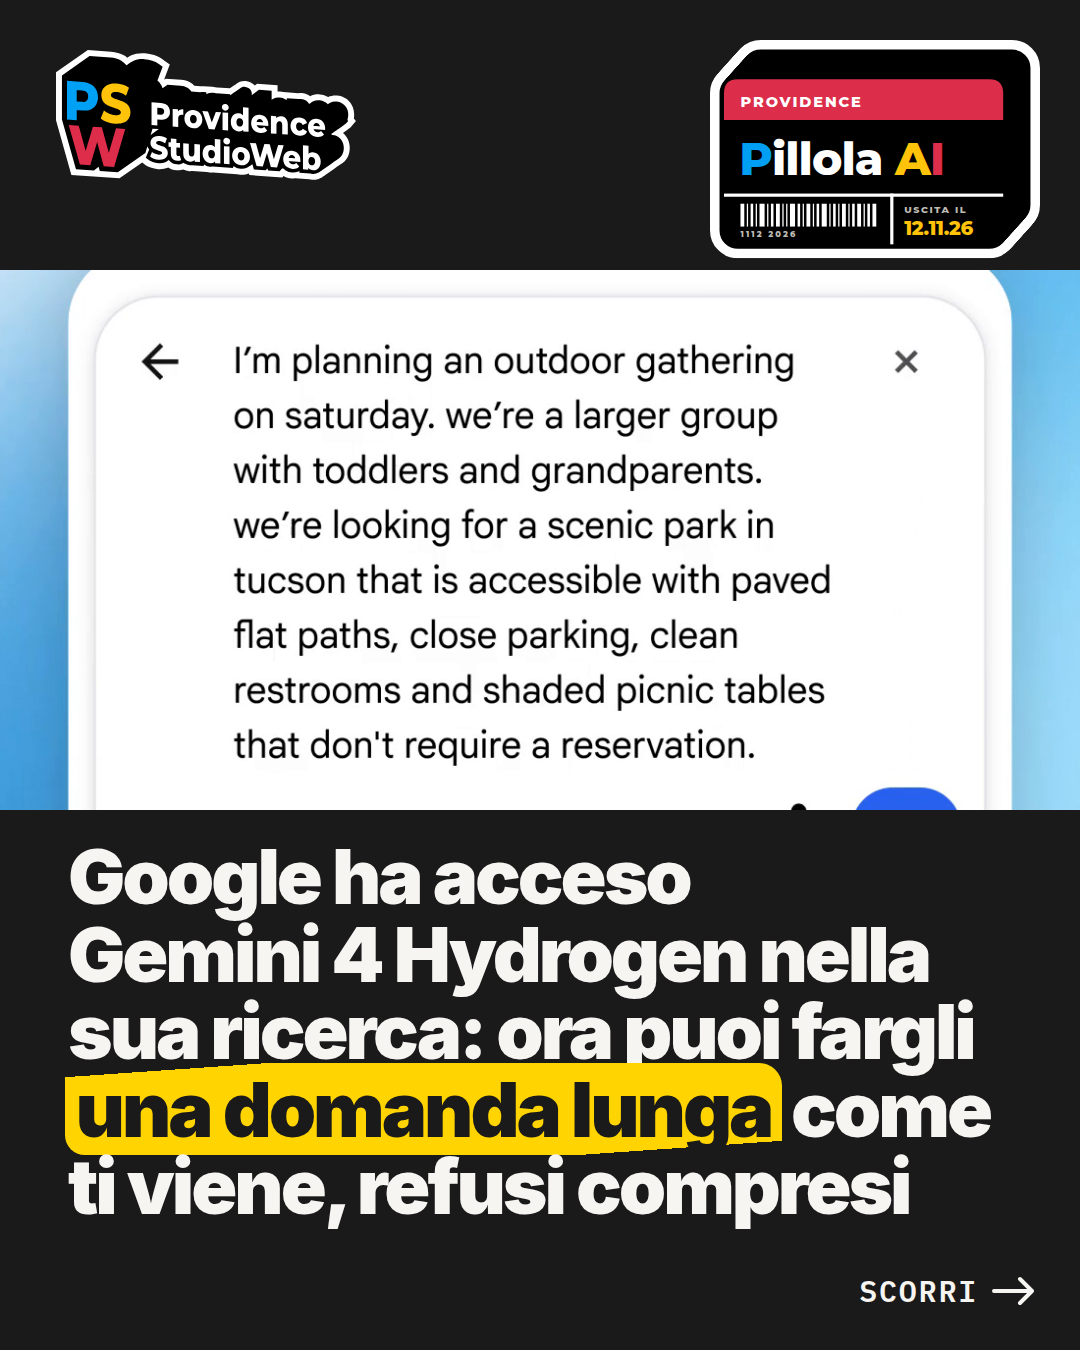 PSW
Providence
StudioWeb
PROVIDENCE
Pillola AI
1112 2026
USCITA IL
12.11.26
I’m planning an outdoor gathering
on saturday. we’re a larger group
with toddlers and grandparents.
we’re looking for a scenic park in
tucson that is accessible with paved
flat paths, close parking, clean
restrooms and shaded picnic tables
that don't require a reservation.
Google ha acceso
Gemini 4 Hydrogen nella
sua ricerca: ora puoi fargli
una domanda lunga come
ti viene, refusi compresi
SCORRI